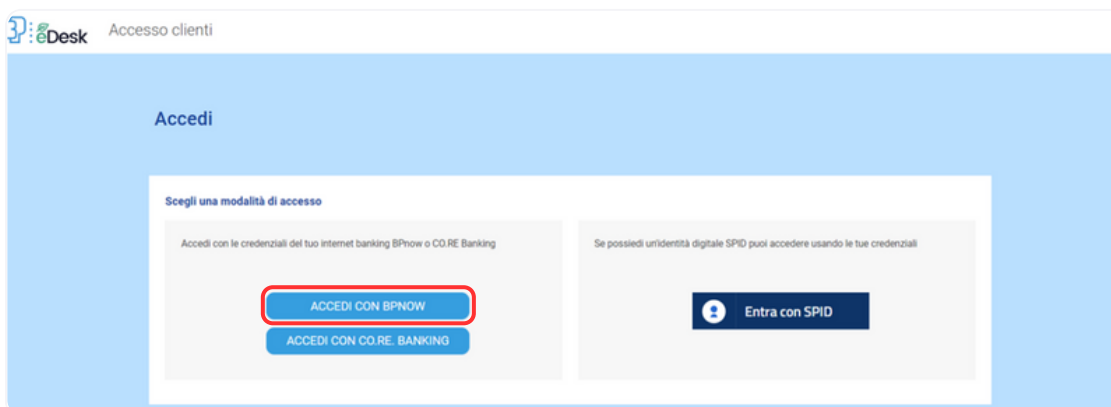 eDesk Accesso clienti
Accedi
Scegli una modalità di accesso
Accedi con le credenziali del tuo internet banking BPnow o CO.RE Banking
ACCEDI CON BPNOW
ACCEDI CON CO.RE. BANKING
Se possiedi un'identità digitale SPID puoi accedere usando le tue credenziali
Entra con SPID